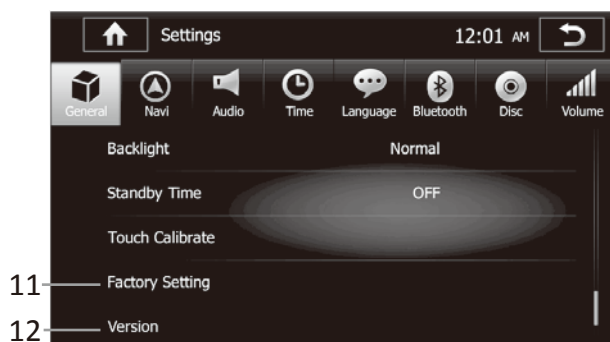 Settings 12:01 AM
General Navi Audio Time Language Bluetooth Disc Volume
Backlight Normal
Standby Time OFF
Touch Calibrate
11 Factory Setting
12 Version